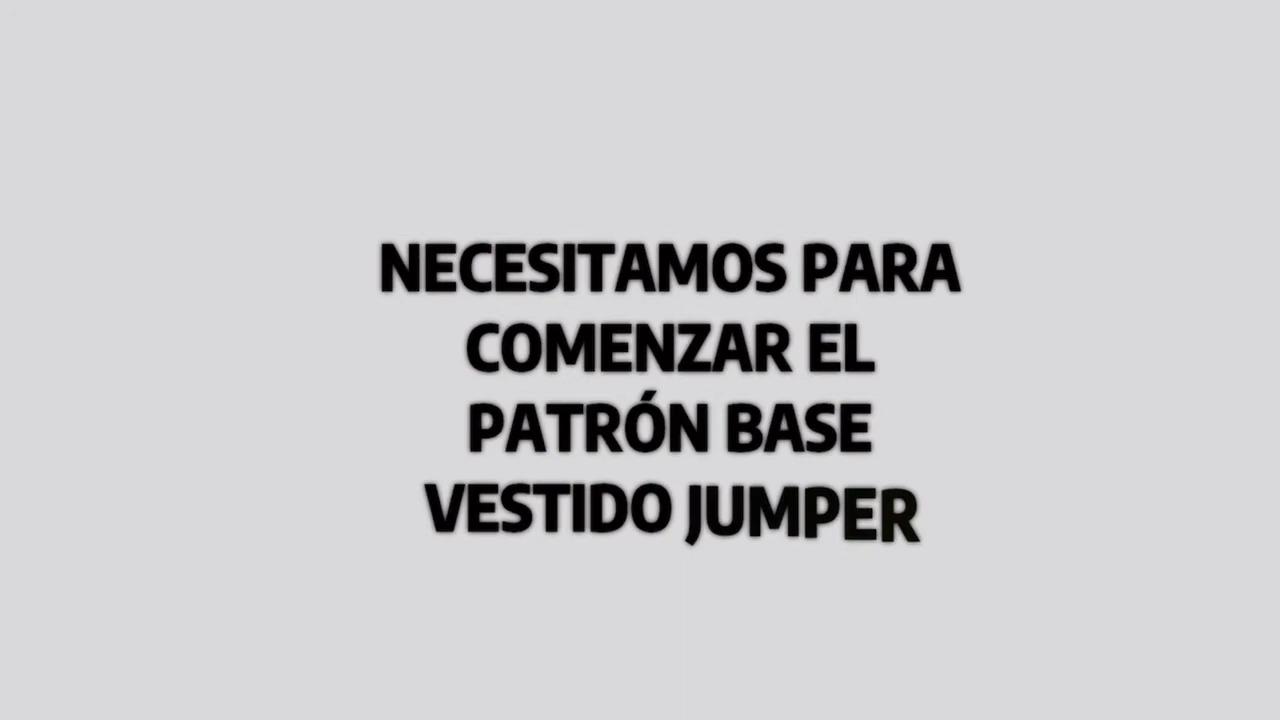 NECESITAMOS PARA
COMENZAR EL
PATRÓN BASE
VESTIDO JUMPER